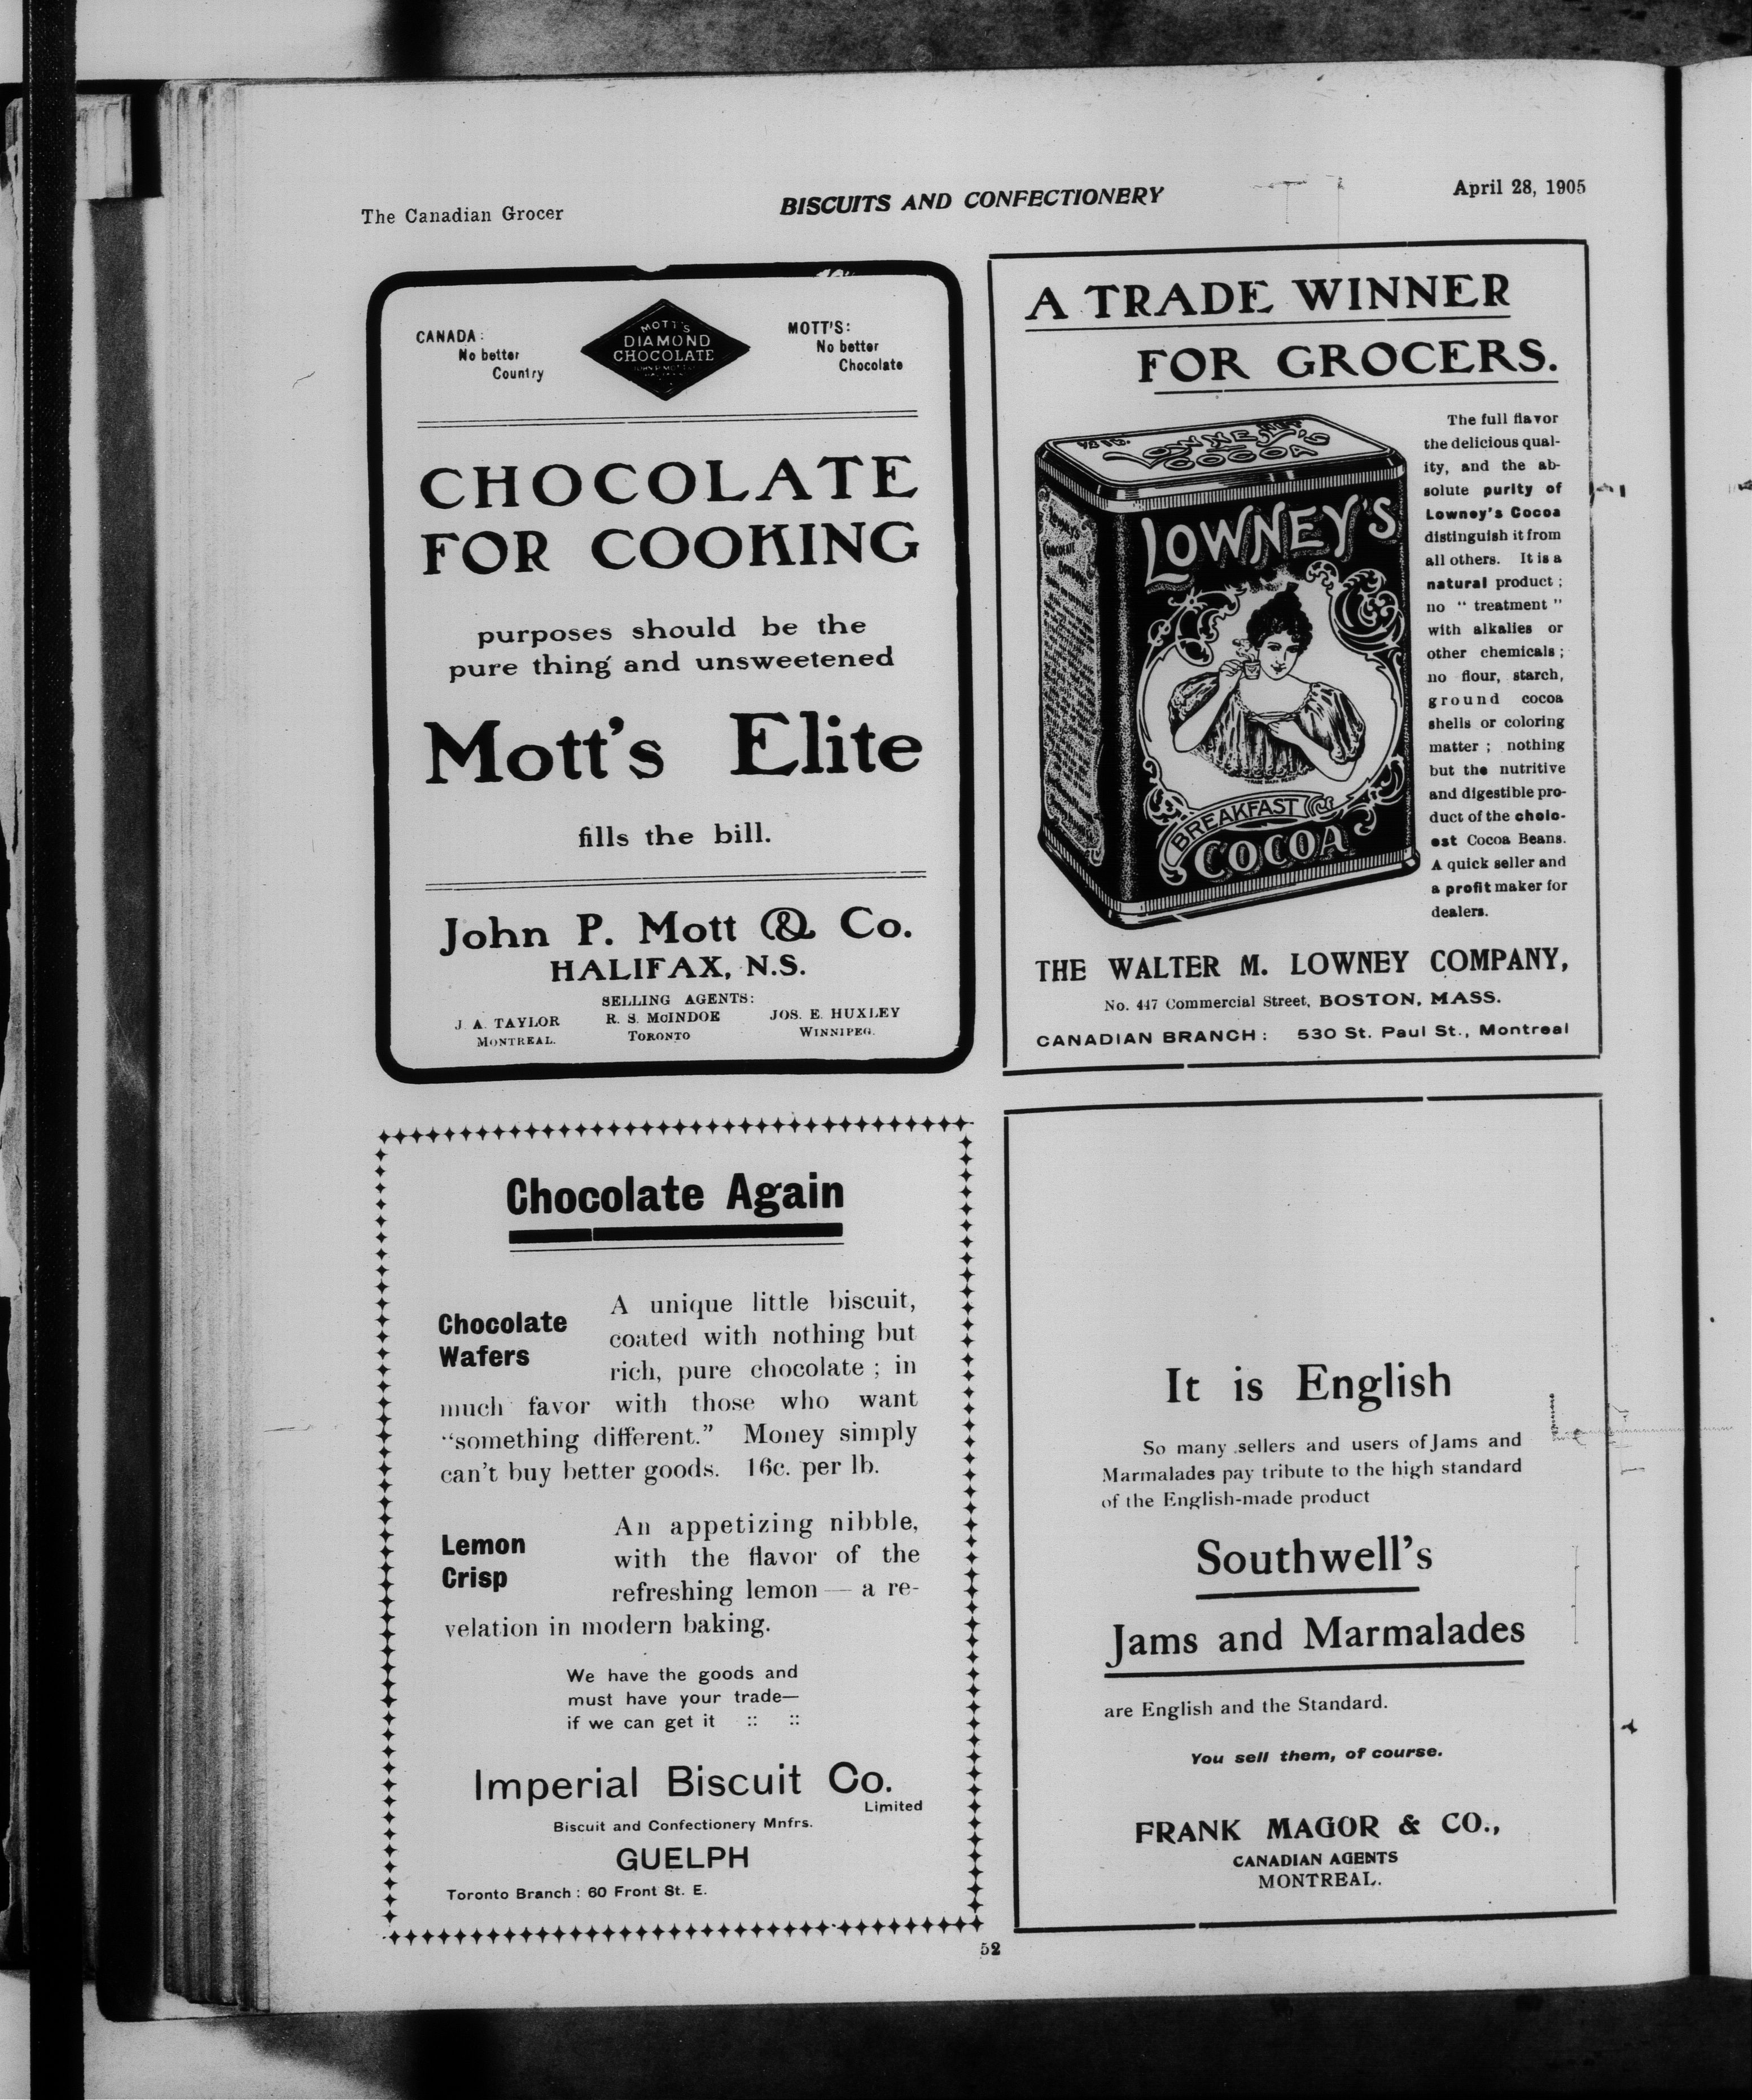 The Canadian Grocer
BISCUITS AND CONFECTIONERY
April 28, 1905
CANADA:
No better
Country
MOTT'S
DIAMOND
CHOCOLATE
MOTT'S:
No better
Chocolate
CHOCOLATE
FOR COOKING
purposes should be the
pure thing and unsweetened
Mott's Elite
fills the bill.
John P. Mott & Co.
HALIFAX, N.S.
SELLING AGENTS:
J. A. TAYLOR
MONTREAL.
R. S. McINDOE
TORONTO
JOS. E. HUXLEY
WINNIPEG.
A TRADE WINNER
FOR GROCERS.
LOWNEY'S
COCOA
LOWNEY'S
BREAKFAST
COCOA
The full flavor
the delicious qual-
ity, and the ab-
solute purity of
Lowney's Cocoa
distinguish it from
all others. It is a
natural product;
no "treatment"
with alkalies or
other chemicals;
no flour, starch,
ground cocoa
shells or coloring
matter; nothing
but the nutritive
and digestible pro-
duct of the choic-
est Cocoa Beans.
A quick seller and
a profit maker for
dealers.
THE WALTER M. LOWNEY COMPANY,
No. 447 Commercial Street, BOSTON, MASS.
CANADIAN BRANCH: 530 St. Paul St., Montreal
Chocolate Again
Chocolate
Wafers
A unique little biscuit,
coated with nothing but
rich, pure chocolate; in
much favor with those who want
"something different." Money simply
can't buy better goods. 16c. per lb.
Lemon
Crisp
An appetizing nibble,
with the flavor of the
refreshing lemon — a re-
velation in modern baking.
We have the goods and
must have your trade—
if we can get it :: ::
Imperial Biscuit Co.
Limited
Biscuit and Confectionery Mnfrs.
GUELPH
Toronto Branch: 60 Front St. E.
It is English
So many sellers and users of Jams and
Marmalades pay tribute to the high standard
of the English-made product
Southwell's
Jams and Marmalades
are English and the Standard.
You sell them, of course.
FRANK MAGOR & CO.,
CANADIAN AGENTS
MONTREAL.
52